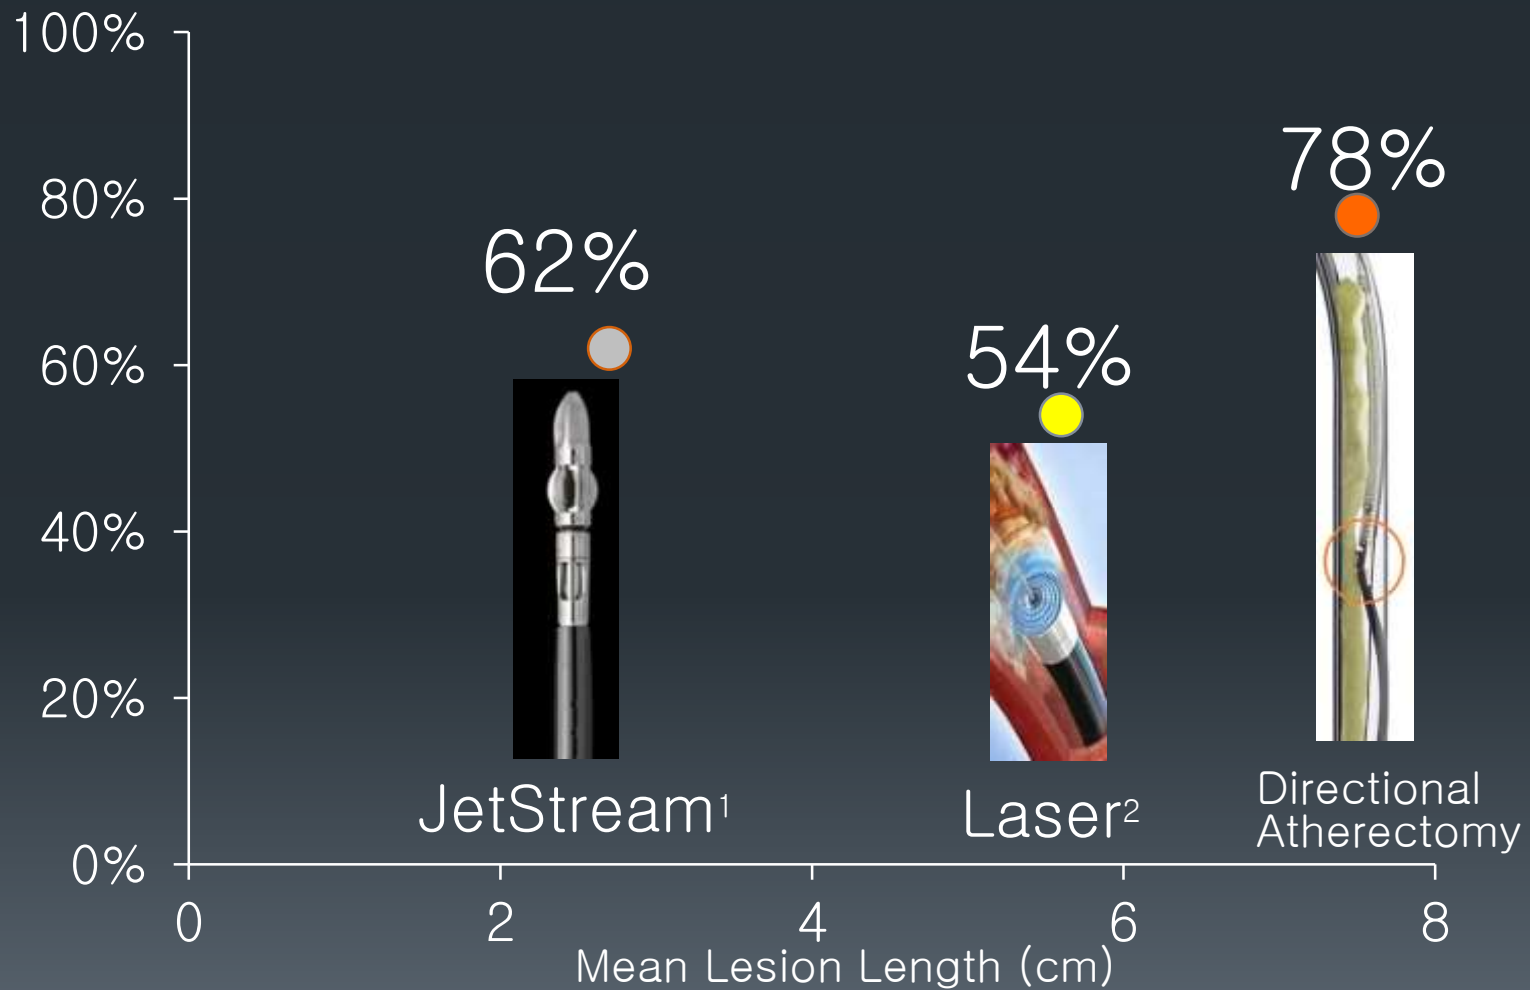 100%
80%
60%
40%
20%
0%
62%
54%
78%
JetStream¹
Laser²
Directional
Atherectomy
0 2 4 6 8
Mean Lesion Length (cm)